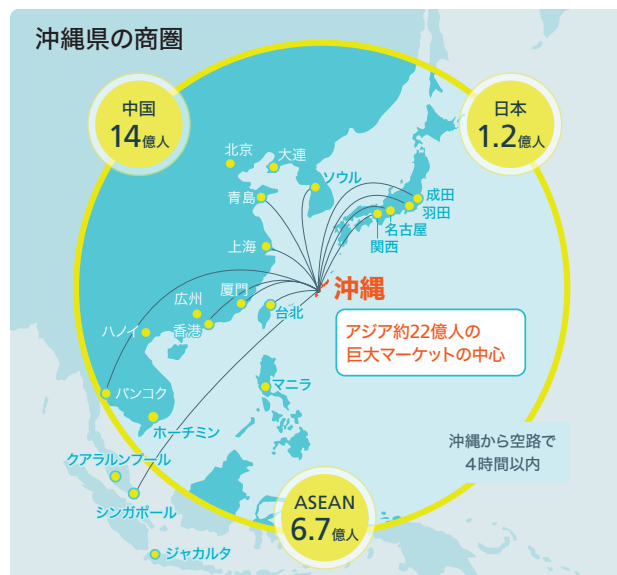 沖縄県の商圏
中国
14億人
日本
1.2億人
北京
大連
ソウル
青島
成田
羽田
名古屋
関西
上海
沖縄
厦門
広州
台北
香港
ハノイ
アジア約22億人の
巨大マーケットの中心
マニラ
バンコク
ホーチミン
沖縄から空路で
4時間以内
クアラルンプール
シンガポール
ASEAN
6.7億人
ジャカルタ